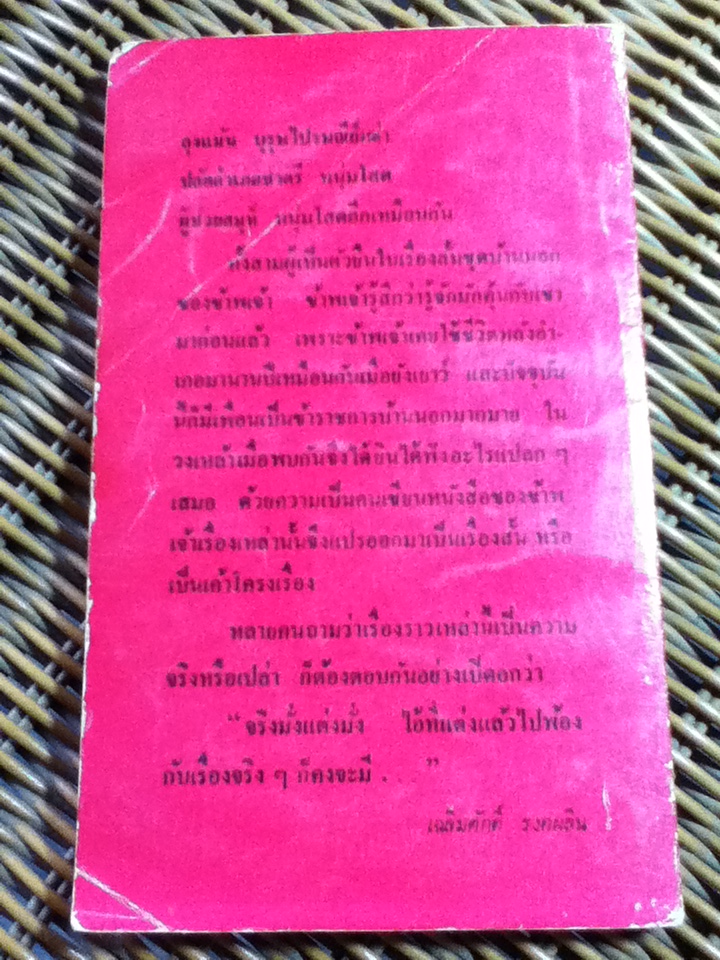 ลุงแม้น บุรุษไปรษณีย์เฒ่า
ปลัดอำเภอชาตรี หนุ่มโสด
ผู้ช่วยสมุห์ หนุ่มโสดอีกเหมือนกัน
ทั้งสามผู้เป็นตัวยืนในเรื่องสั้นชุดบ้านนอก
ของข้าพเจ้า ข้าพเจ้ารู้สึกว่ารู้จักมักคุ้นกับเขา
มาก่อนแล้ว เพราะข้าพเจ้าเคยใช้ชีวิตหลังอำ-
เภอมานานปีเหมือนกันเมื่อยังเยาว์ และปัจจุบัน
นี้ก็มีเพื่อนเป็นข้าราชการบ้านนอกมากมาย ใน
วงเหล้าเมื่อพบกันจึงได้ยินได้ฟังอะไรแปลก ๆ
เสมอ ด้วยความเป็นคนเขียนหนังสือของข้าพ
เจ้าเรื่องเหล่านั้นจึงแปรออกมาเป็นเรื่องสั้น หรือ
เป็นเค้าโครงเรื่อง
หลายคนถามว่าเรื่องราวเหล่านี้เป็นความ
จริงหรือเปล่า ก็ต้องตอบกันอย่างเปิดอกว่า
“จริงมั่งแต่งมั่ง ไอ้ที่แต่งแล้วไปพ้อง
กับเรื่องจริง ๆ ก็คงจะมี . . .”
เฉลิมศักดิ์ รงคผลิน